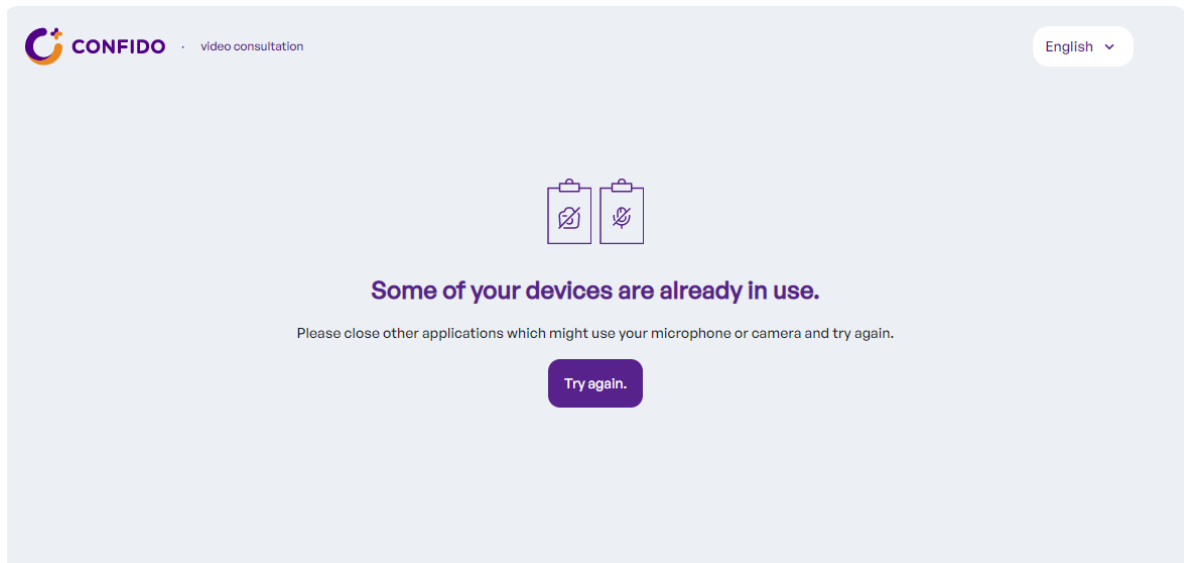 CONFIDO · video consultation
English
Some of your devices are already in use.
Please close other applications which might use your microphone or camera and try again.
Try again.